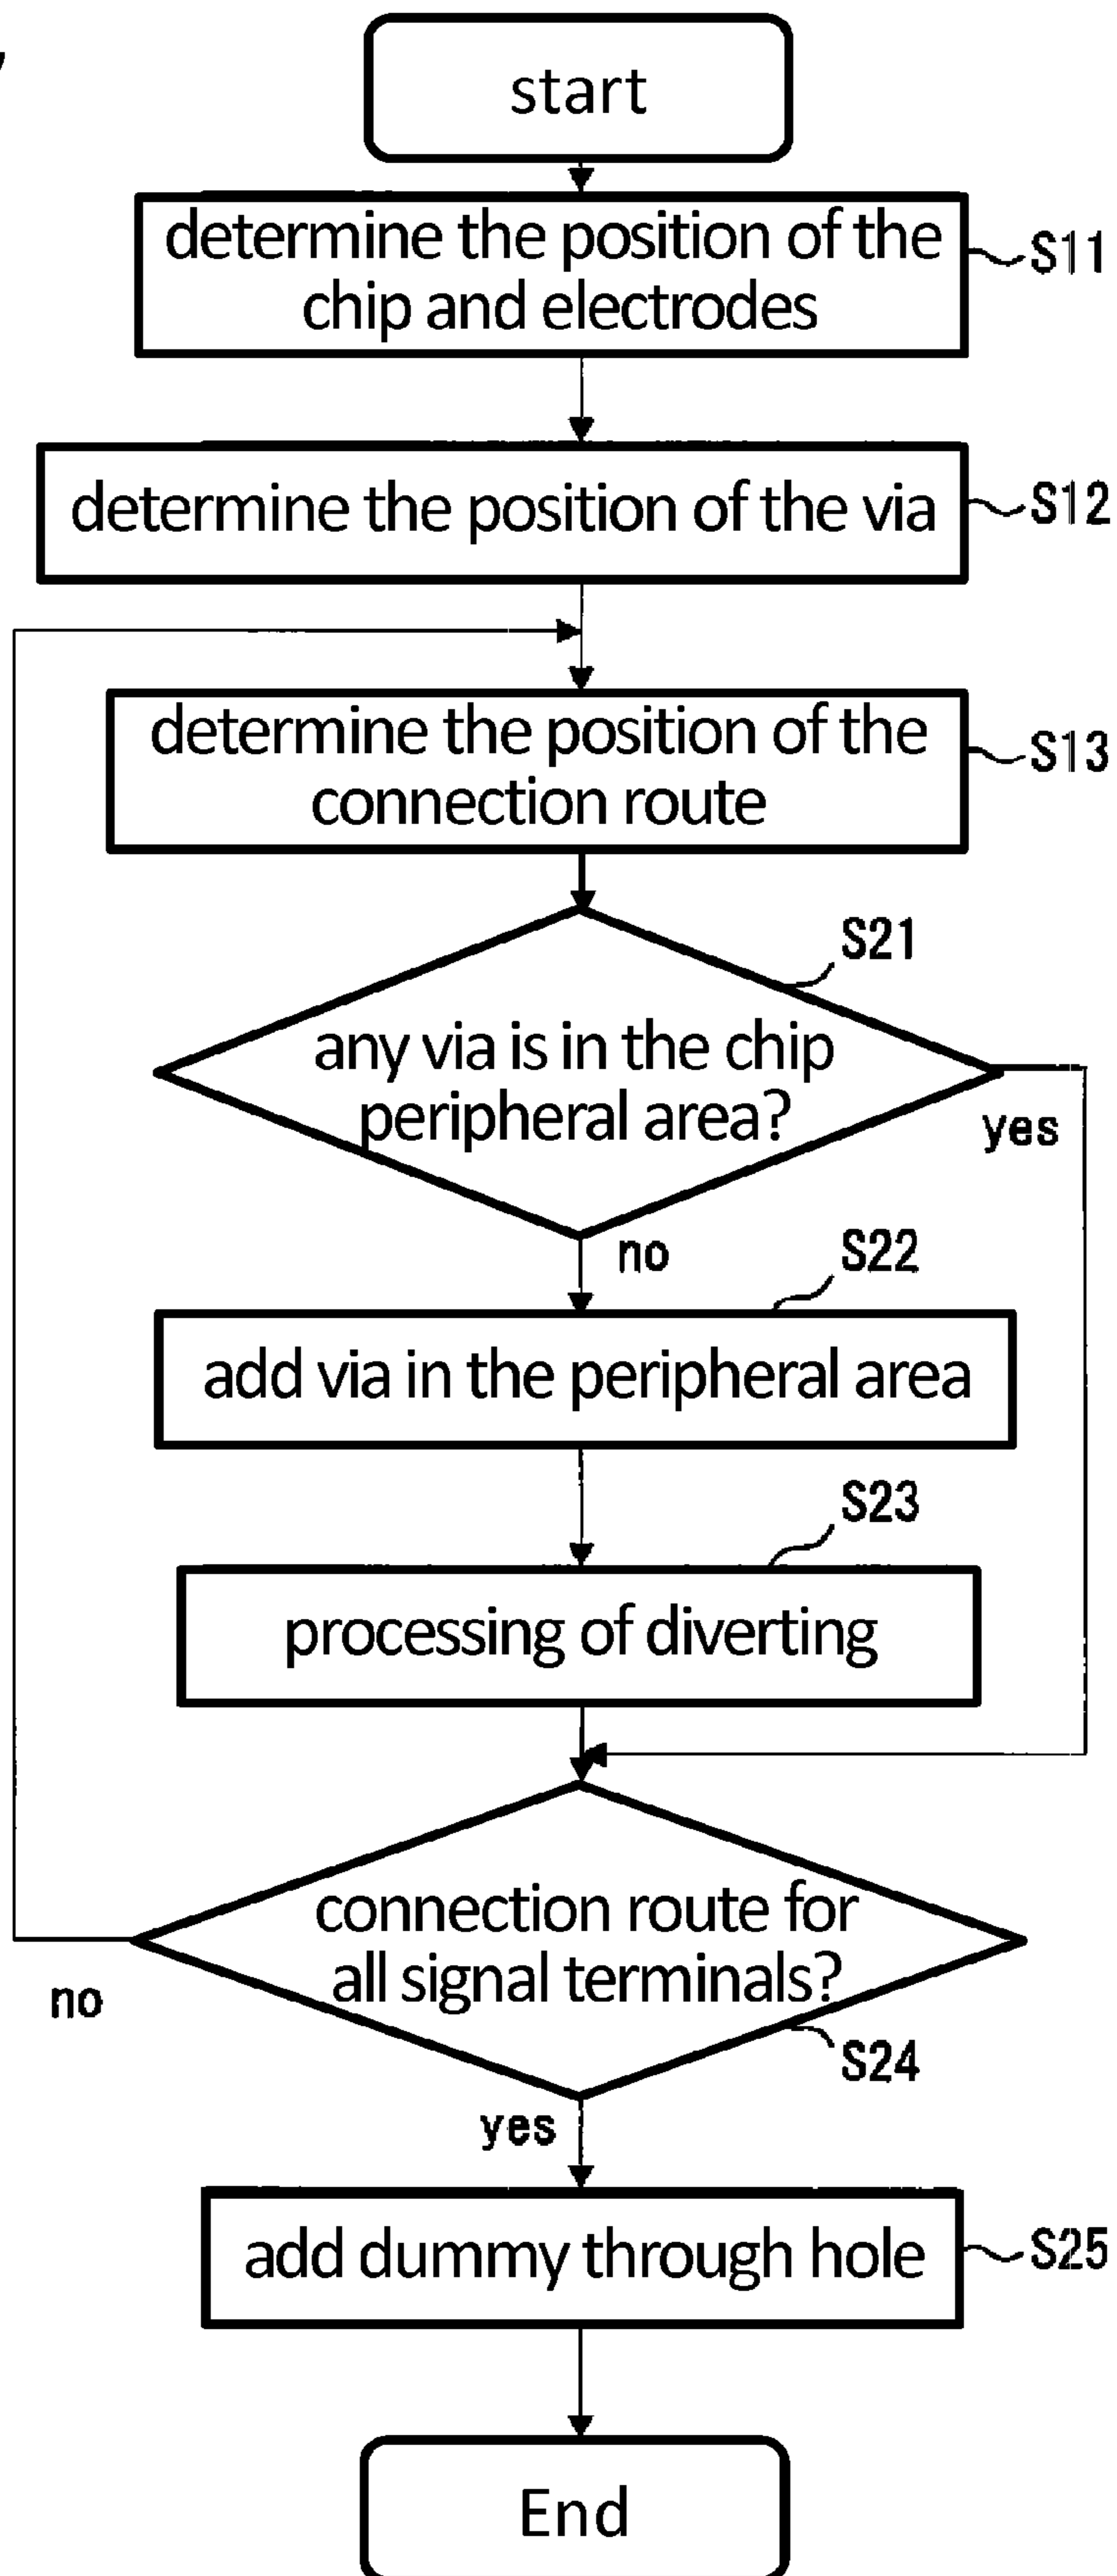 start
determine the position of the
chip and electrodes
S11
determine the position of the via
S12
determine the position of the
connection route
S13
S21
any via is in the chip
peripheral area?
yes
no
S22
add via in the peripheral area
S23
processing of diverting
connection route for
all signal terminals?
no
S24
yes
add dummy through hole
S25
End